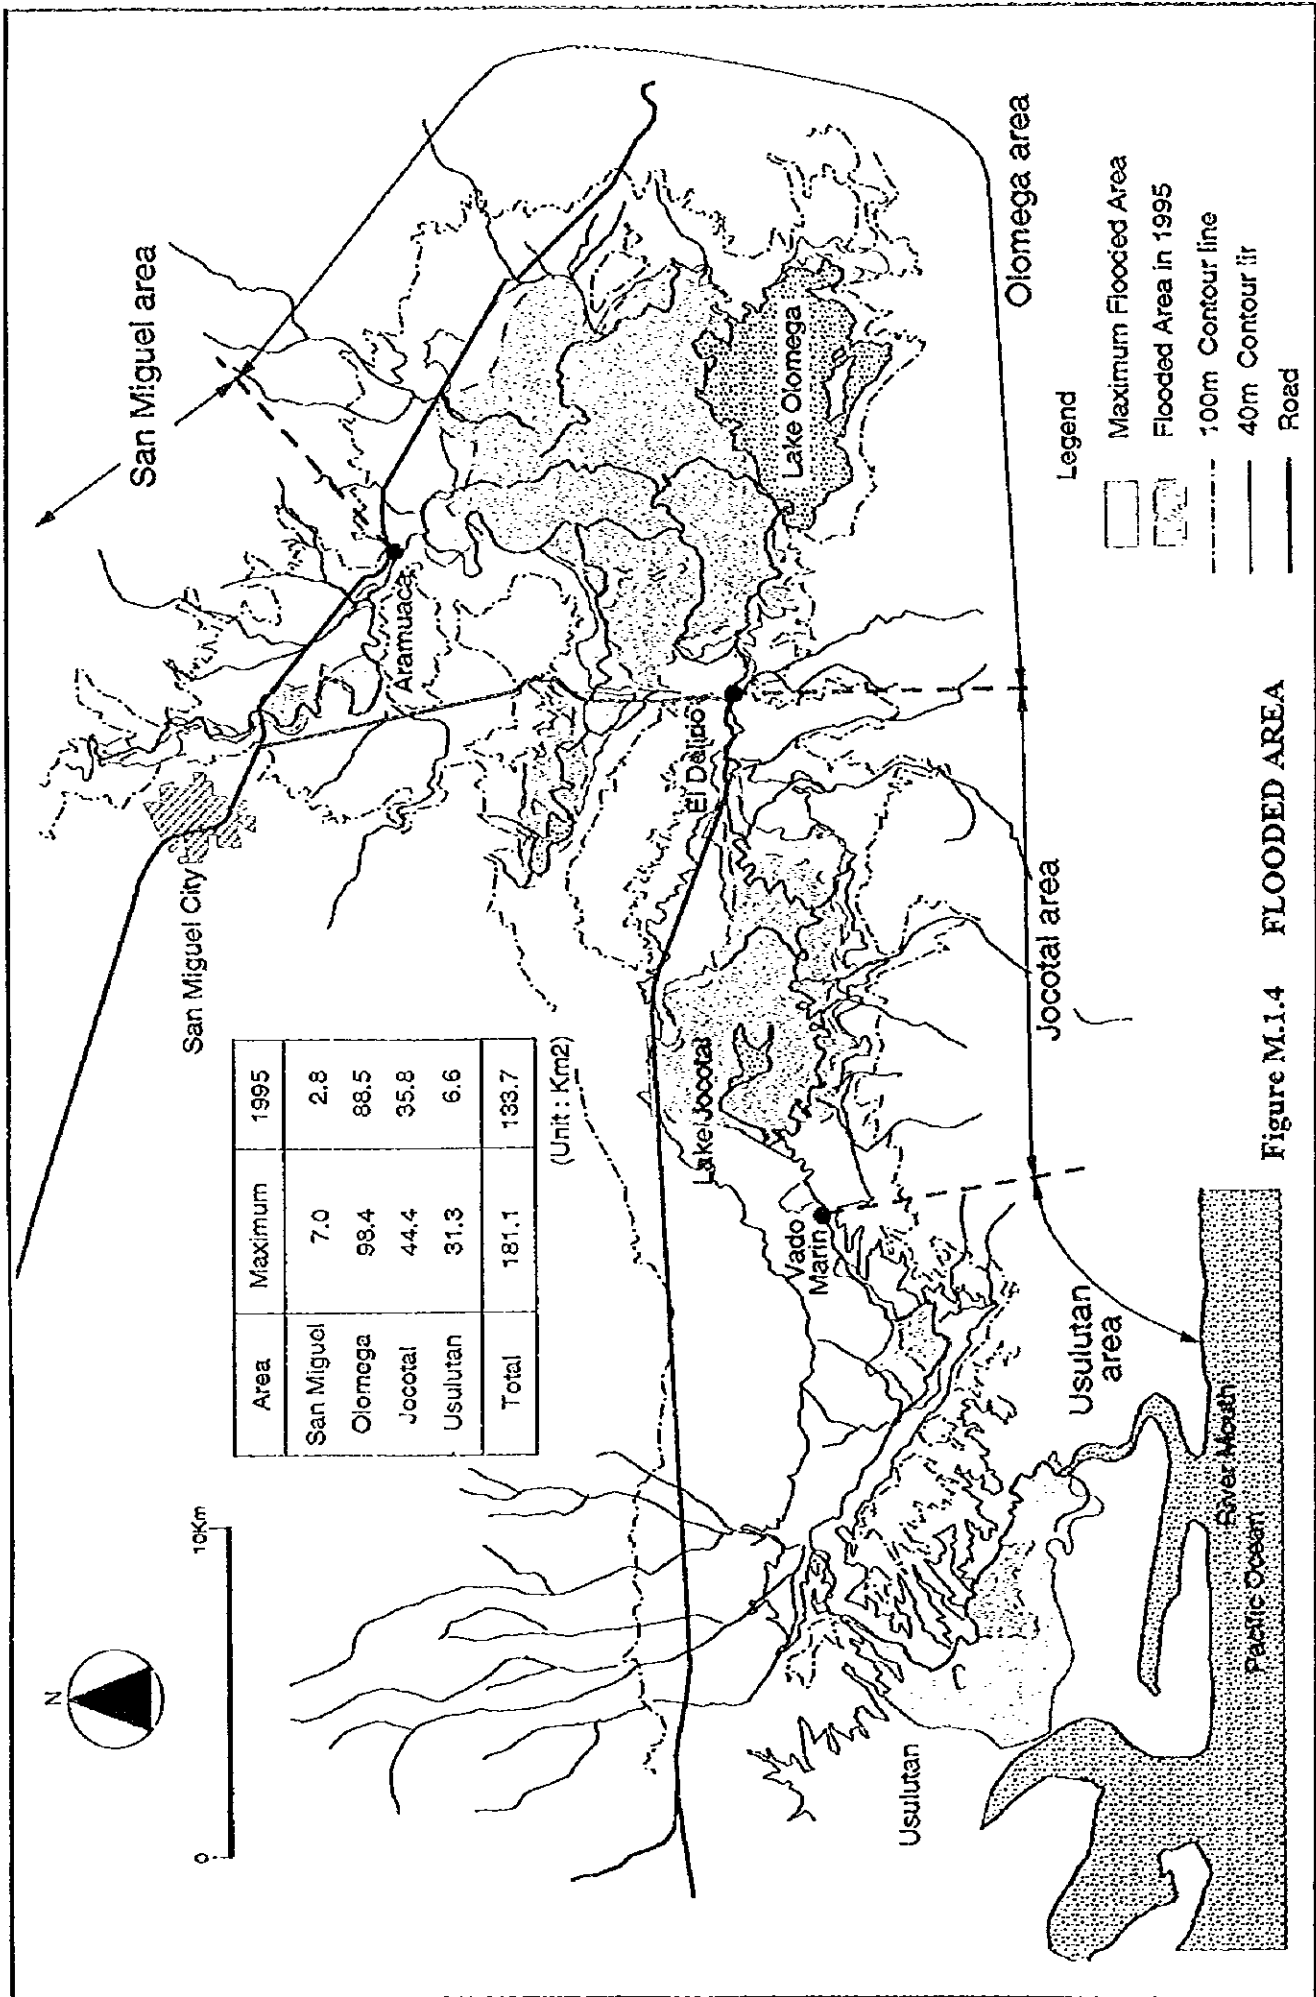 N
0 10Km
Area Maximum 1995
San Miguel 7.0 2.8
Olomega 98.4 88.5
Jocotal 44.4 35.8
Usulutan 31.3 6.6
Total 181.1 133.7
(Unit : Km2)
San Miguel area
San Miguel City
Aramuaca
Lake Olomega
El Delirio
Lake Jocotal
Vado
Marin
Usulutan
Olomega area
Jocotal area
Usulutan
area
River Mouth
Pacific Ocean
Legend
Maximum Flooded Area
Flooded Area in 1995
100m Contour line
40m Contour lir
Road
Figure M.1.4 FLOODED AREA